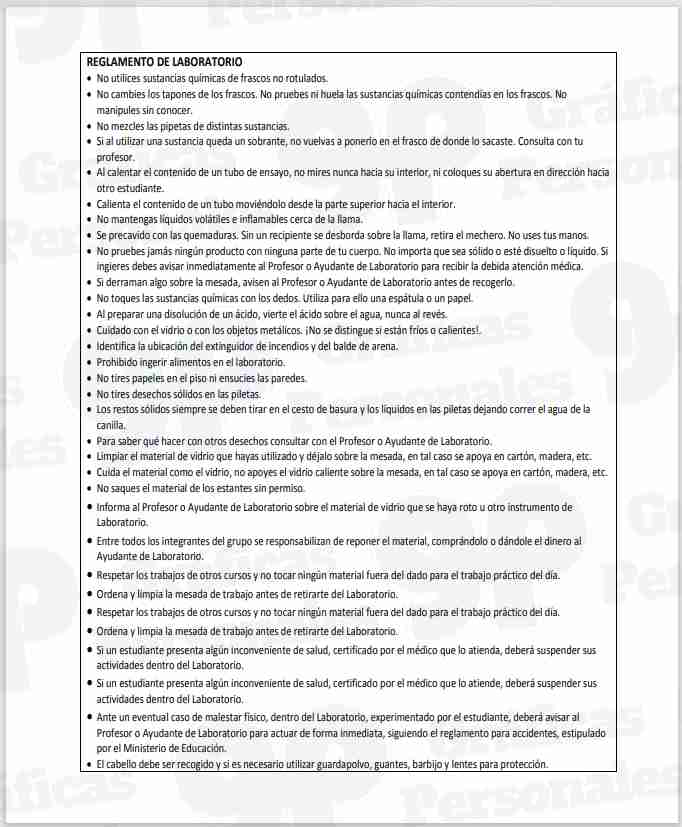 REGLAMENTO DE LABORATORIO
• No utilices sustancias químicas de frascos no rotulados.
• No cambies los tapones de los frascos. No pruebes ni huela las sustancias químicas contendías en los frascos. No
manipules sin conocer.
• No mezcles las pipetas de distintas sustancias.
• Si al utilizar una sustancia queda un sobrante, no vuelvas a ponerlo en el frasco de donde lo sacaste. Consulta con tu
profesor.
• Al calentar el contenido de un tubo de ensayo, no mires nunca hacia su interior, ni coloques su abertura en dirección hacia
otro estudiante.
• Calienta el contenido de un tubo moviéndolo desde la parte superior hacia el interior.
• No mantengas líquidos volátiles e inflamables cerca de la llama.
• Se precavido con las quemaduras. Sin un recipiente se desborda sobre la llama, retira el mechero. No uses tus manos.
• No pruebes jamás ningún producto con ninguna parte de tu cuerpo. No importa que sea sólido o esté disuelto o líquido. Si
ingieres debes avisar inmediatamente al Profesor o Ayudante de Laboratorio para recibir la debida atención médica.
• Si derraman algo sobre la mesada, avisen al Profesor o Ayudante de Laboratorio antes de recogerlo.
• No toques las sustancias químicas con los dedos. Utiliza para ello una espátula o un papel.
• Al preparar una disolución de un ácido, vierte el ácido sobre el agua, nunca al revés.
• Cuidado con el vidrio o con los objetos metálicos. ¡No se distingue si están fríos o calientes!.
• Identifica la ubicación del extinguidor de incendios y del balde de arena.
• Prohibido ingerir alimentos en el laboratorio.
• No tires papeles en el piso ni ensucies las paredes.
• No tires desechos sólidos en las piletas.
• Los restos sólidos siempre se deben tirar en el cesto de basura y los líquidos en las piletas dejando correr el agua de la
canilla.
• Para saber qué hacer con otros desechos consultar con el Profesor o Ayudante de Laboratorio.
• Limpiar el material de vidrio que hayas utilizado y déjalo sobre la mesada, en tal caso se apoya en cartón, madera, etc.
• Cuida el material como el vidrio, no apoyes el vidrio caliente sobre la mesada, en tal caso se apoya en cartón, madera, etc.
• No saques el material de los estantes sin permiso.
• Informa al Profesor o Ayudante de Laboratorio sobre el material de vidrio que se haya roto u otro instrumento de
Laboratorio.
• Entre todos los integrantes del grupo se responsabilizan de reponer el material, comprándolo o dándole el dinero al
Ayudante de Laboratorio.
• Respetar los trabajos de otros cursos y no tocar ningún material fuera del dado para el trabajo práctico del día.
• Ordena y limpia la mesada de trabajo antes de retirarte del Laboratorio.
• Respetar los trabajos de otros cursos y no tocar ningún material fuera del dado para el trabajo práctico del día.
• Ordena y limpia la mesada de trabajo antes de retirarte del Laboratorio.
• Si un estudiante presenta algún inconveniente de salud, certificado por el médico que lo atienda, deberá suspender sus
actividades dentro del Laboratorio.
• Si un estudiante presenta algún inconveniente de salud, certificado por el médico que lo atiende, deberá suspender sus
actividades dentro del Laboratorio.
• Ante un eventual caso de malestar físico, dentro del Laboratorio, experimentado por el estudiante, deberá avisar al
Profesor o Ayudante de Laboratorio para actuar de forma inmediata, siguiendo el reglamento para accidentes, estipulado
por el Ministerio de Educación.
• El cabello debe ser recogido y si es necesario utilizar guardapolvo, guantes, barbijo y lentes para protección.
gp
Gráficas
Personales